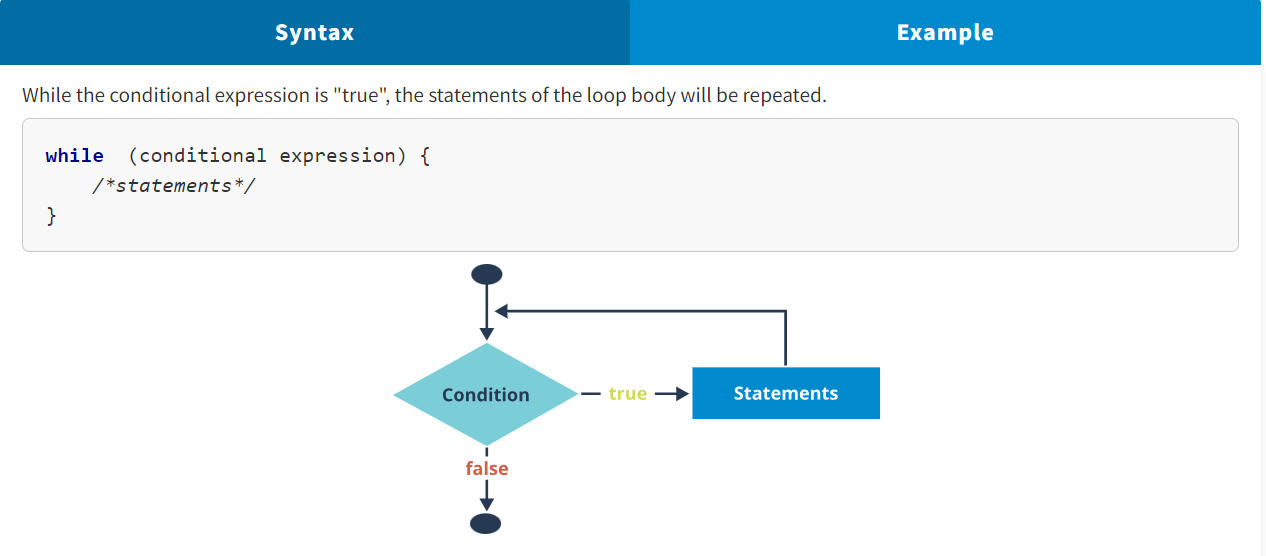 Syntax
Example
While the conditional expression is "true", the statements of the loop body will be repeated.
while  (conditional expression) {
    /*statements*/
}
Condition
true
Statements
false